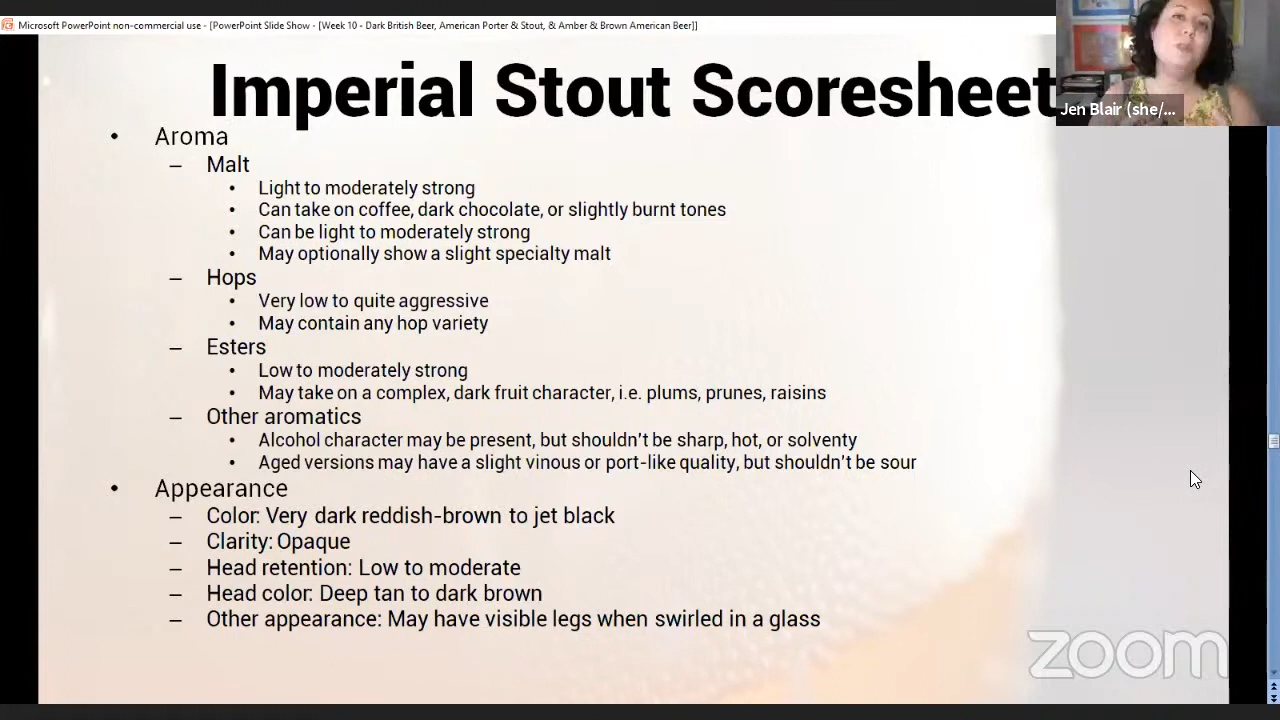 Microsoft PowerPoint non-commercial use - [PowerPoint Slide Show - [Week 10 - Dark British Beer, American Porter & Stout, & Amber & Brown American Beer]]
Imperial Stout Scoresheet
Jen Blair (she/...
• Aroma
– Malt
• Light to moderately strong
• Can take on coffee, dark chocolate, or slightly burnt tones
• Can be light to moderately strong
• May optionally show a slight specialty malt
– Hops
• Very low to quite aggressive
• May contain any hop variety
– Esters
• Low to moderately strong
• May take on a complex, dark fruit character, i.e. plums, prunes, raisins
– Other aromatics
• Alcohol character may be present, but shouldn't be sharp, hot, or solventy
• Aged versions may have a slight vinous or port-like quality, but shouldn't be sour
• Appearance
– Color: Very dark reddish-brown to jet black
– Clarity: Opaque
– Head retention: Low to moderate
– Head color: Deep tan to dark brown
– Other appearance: May have visible legs when swirled in a glass
zoom